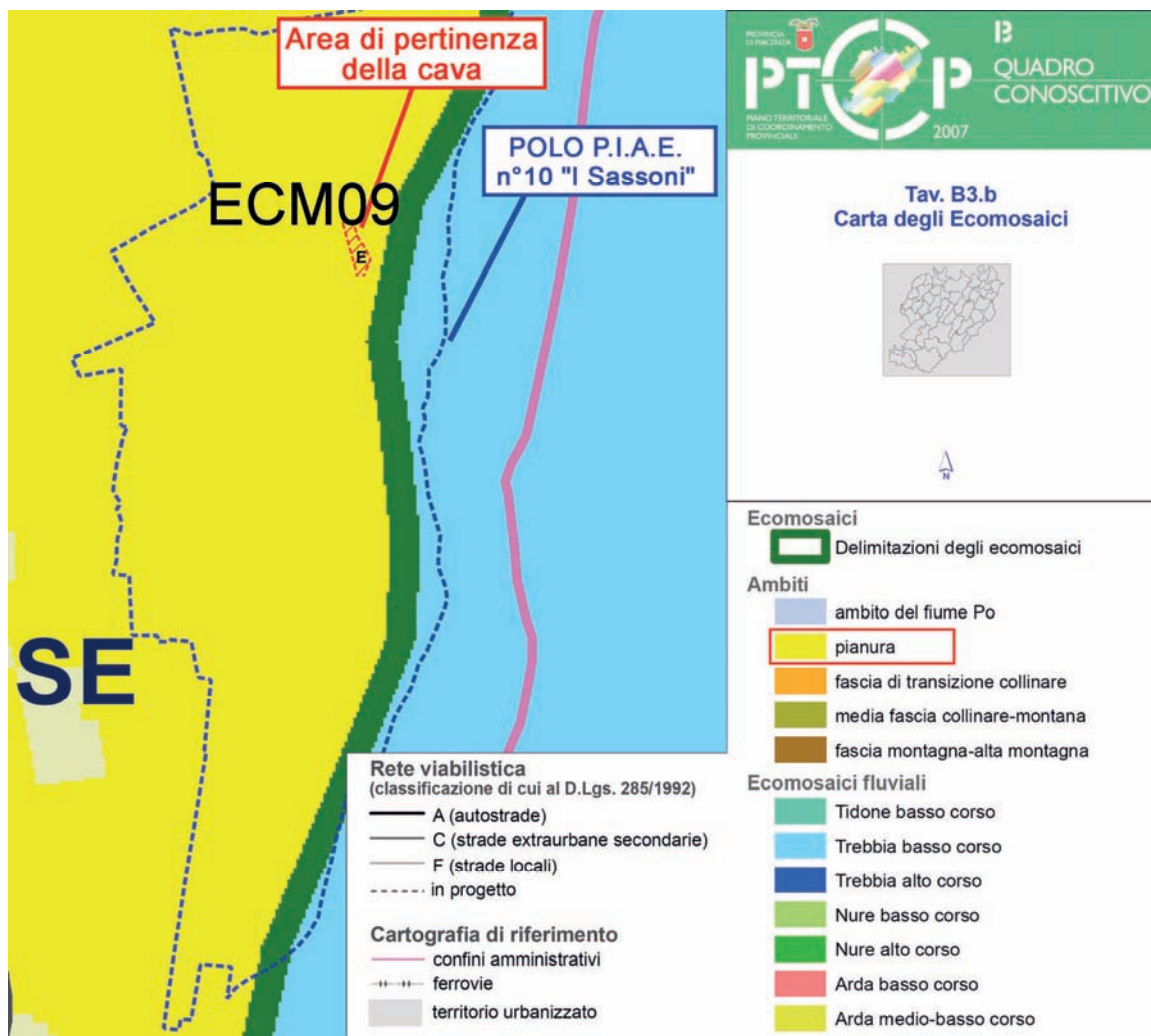 Area di pertinenza
della cava
POLO P.I.A.E.
n°10 "I Sassoni"
ECM09
E
SE
PROVINCIA
DI PIACENZA
PTCP
PIANO TERRITORIALE
DI COORDINAMENTO
PROVINCIALE
2007
B
QUADRO
CONOSCITIVO
Tav. B3.b
Carta degli Ecomosaici
N
Ecomosaici
Delimitazioni degli ecomosaici
Ambiti
ambito del fiume Po
pianura
fascia di transizione collinare
media fascia collinare-montana
fascia montagna-alta montagna
Ecomosaici fluviali
Tidone basso corso
Trebbia basso corso
Trebbia alto corso
Nure basso corso
Nure alto corso
Arda basso corso
Arda medio-basso corso
Rete viabilistica
(classificazione di cui al D.Lgs. 285/1992)
A (autostrade)
C (strade extraurbane secondarie)
F (strade locali)
in progetto
Cartografia di riferimento
confini amministrativi
ferrovie
territorio urbanizzato